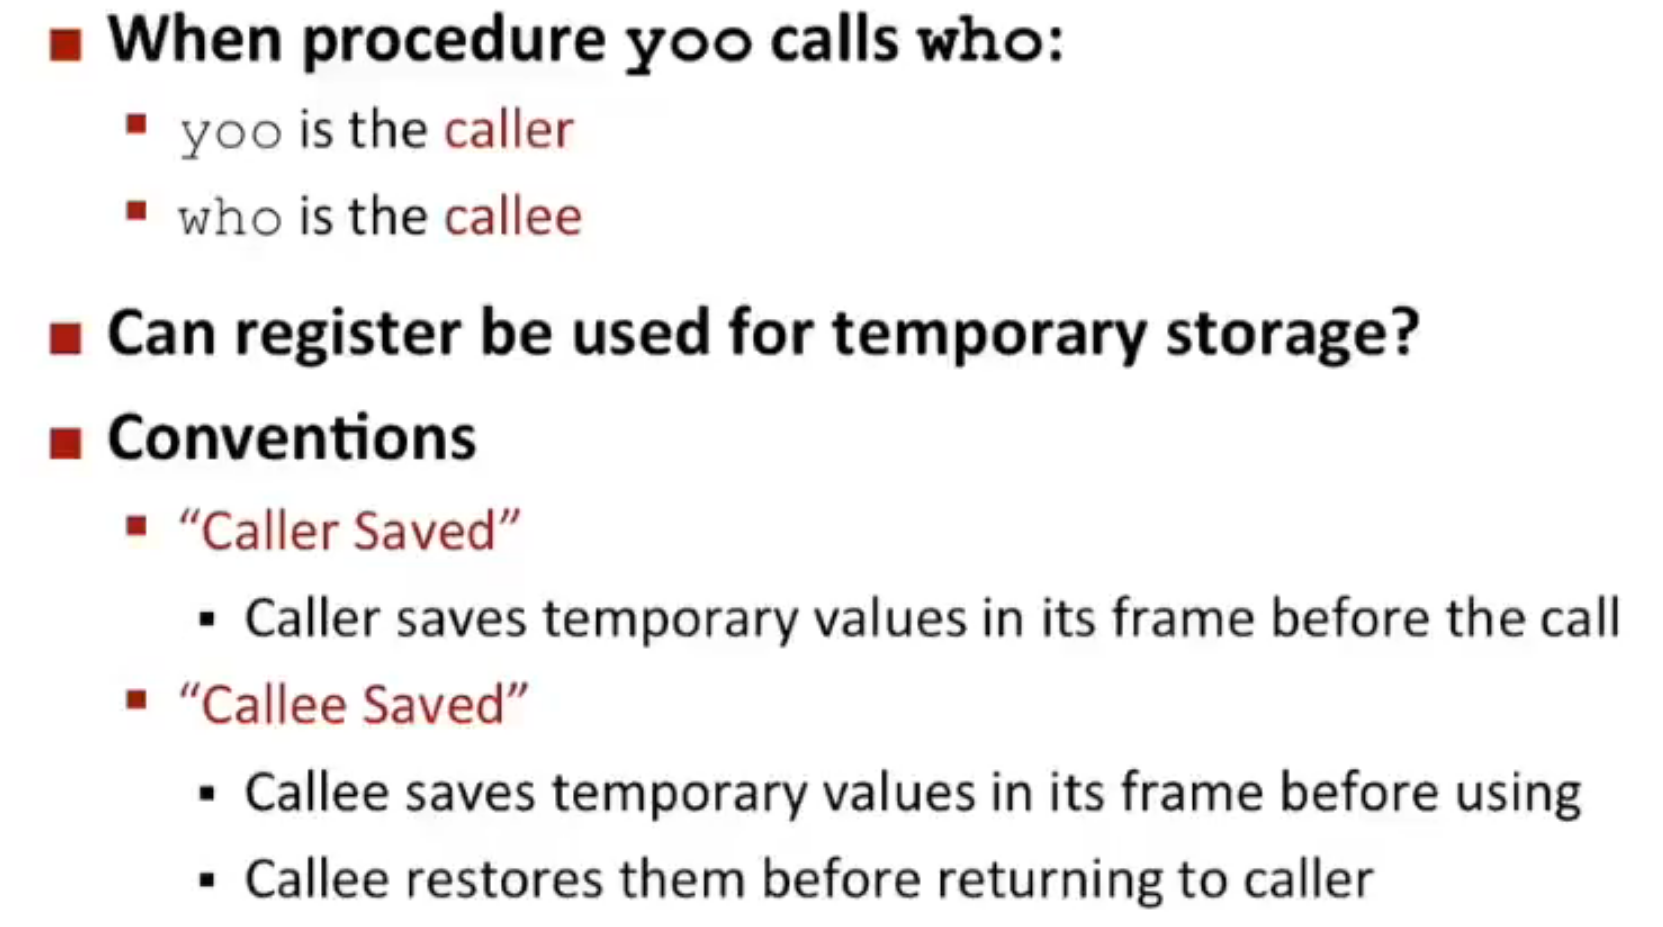 When procedure yoo calls who:
yoo is the caller
who is the callee
Can register be used for temporary storage?
Conventions
“Caller Saved”
Caller saves temporary values in its frame before the call
“Callee Saved”
Callee saves temporary values in its frame before using
Callee restores them before returning to caller